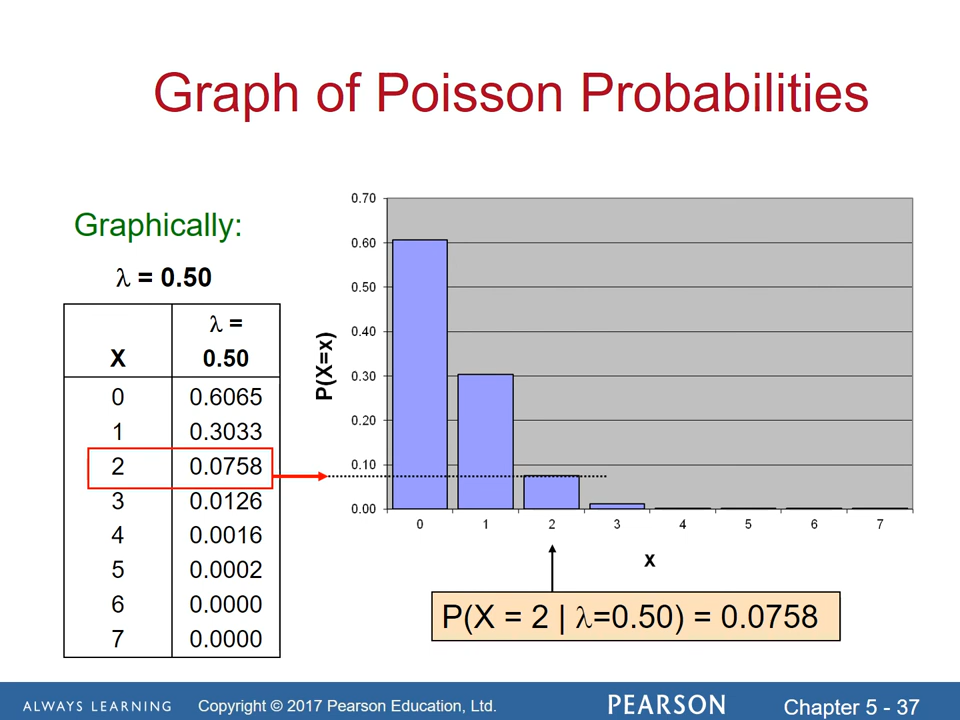 Graph of Poisson Probabilities
Graphically:
λ = 0.50
X λ = 0.50
0 0.6065
1 0.3033
2 0.0758
3 0.0126
4 0.0016
5 0.0002
6 0.0000
7 0.0000
P(X=x)
0.70
0.60
0.50
0.40
0.30
0.20
0.10
0.00
0 1 2 3 4 5 6 7
x
P(X = 2 | λ=0.50) = 0.0758
ALWAYS LEARNING
Copyright © 2017 Pearson Education, Ltd.
PEARSON
Chapter 5 - 37